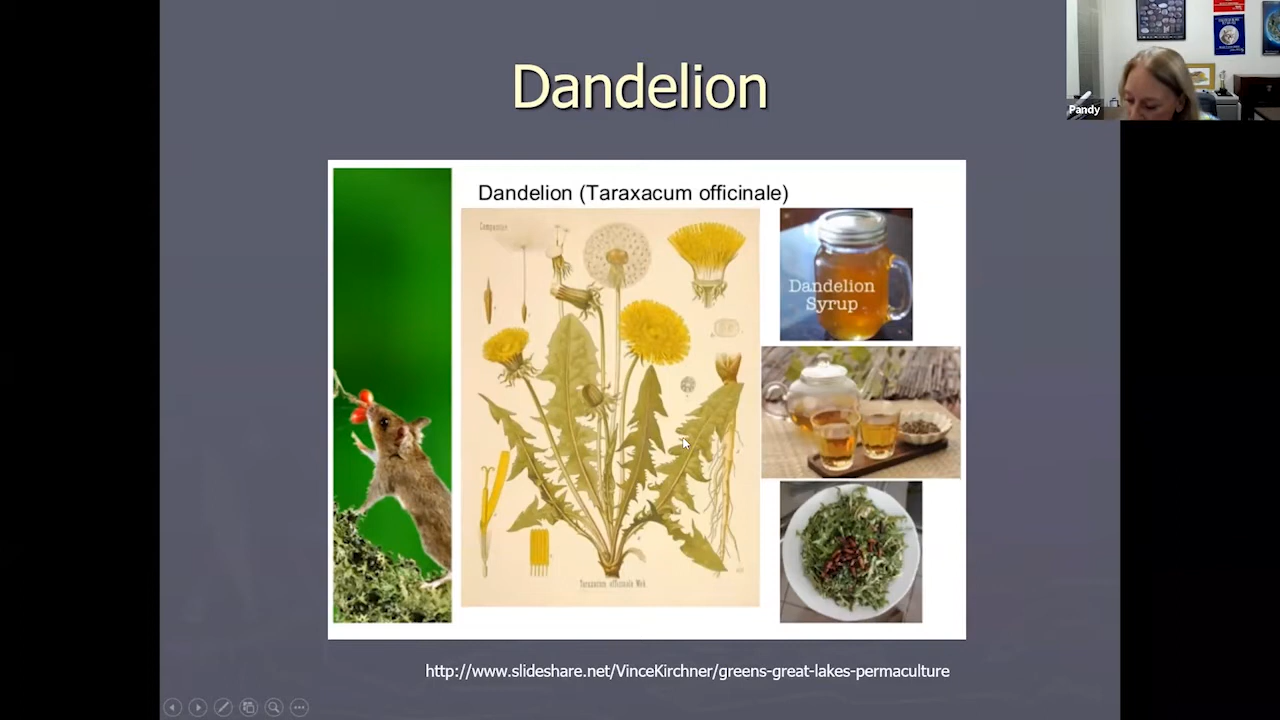 Dandelion
Pandy
Dandelion (Taraxacum officinale)
Dandelion
Syrup
http://www.slideshare.net/VinceKirchner/greens-great-lakes-permaculture